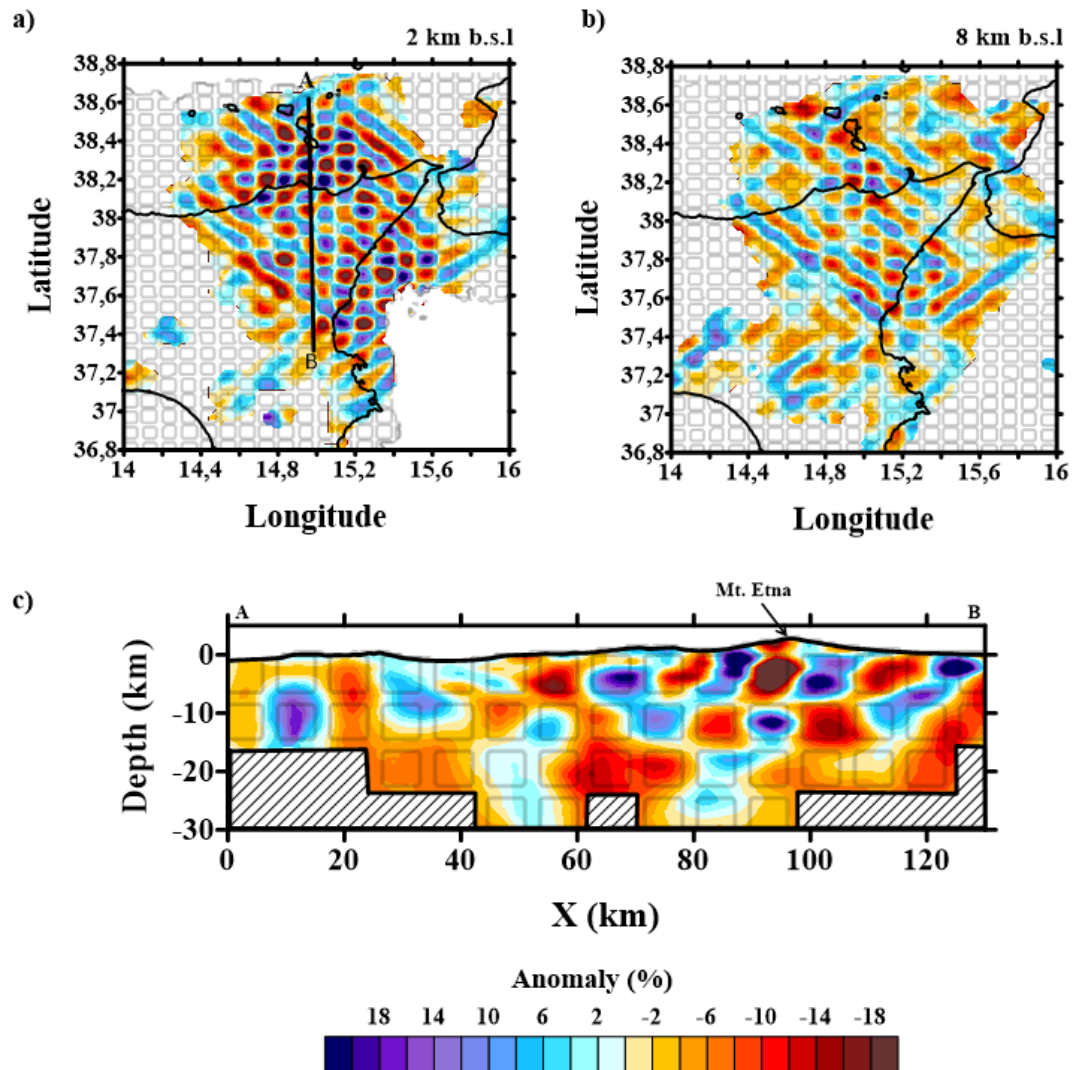 a)
2 km b.s.l
38,8
38,6
38,4
38,2
38
37,8
37,6
37,4
37,2
37
36,8
A
B
14 14,4 14,8 15,2 15,6 16
Latitude
Longitude
b)
8 km b.s.l
38,8
38,6
38,4
38,2
38
37,8
37,6
37,4
37,2
37
36,8
14 14,4 14,8 15,2 15,6 16
Latitude
Longitude
c)
A
Mt. Etna
B
0
-10
-20
-30
Depth (km)
0 20 40 60 80 100 120
X (km)
Anomaly (%)
18 14 10 6 2 -2 -6 -10 -14 -18